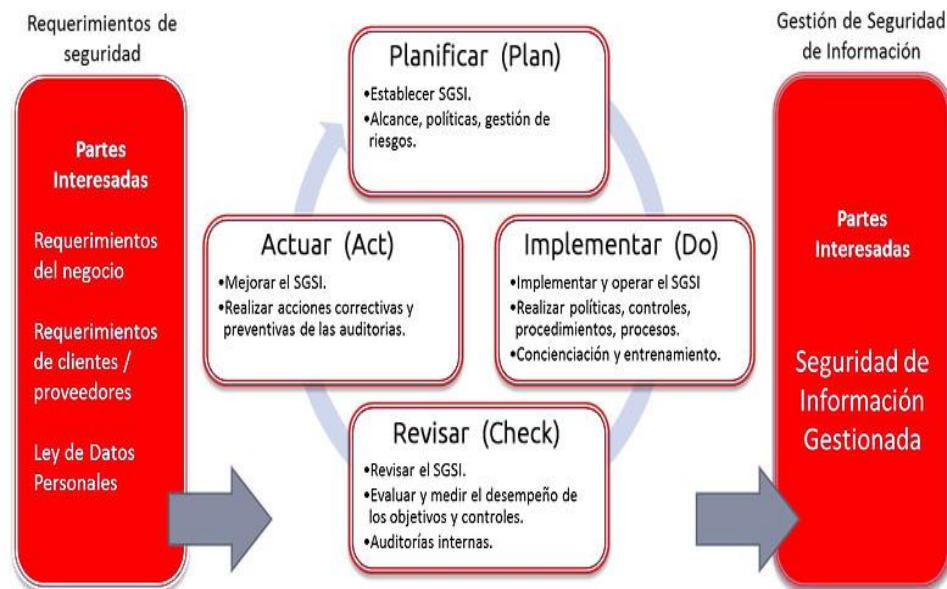 Requerimientos de
seguridad
Partes
Interesadas
Requerimientos
del negocio
Requerimientos
de clientes /
proveedores
Ley de Datos
Personales
Planificar (Plan)
•Establecer SGSI.
•Alcance, políticas, gestión de
riesgos.
Actuar (Act)
•Mejorar el SGSI.
•Realizar acciones correctivas y
preventivas de las auditorias.
Implementar (Do)
•Implementar y operar el SGSI
•Realizar políticas, controles,
procedimientos, procesos.
•Concienciación y entrenamiento.
Revisar (Check)
•Revisar el SGSI.
•Evaluar y medir el desempeño de
los objetivos y controles.
•Auditorías internas.
Gestión de Seguridad
de Información
Partes
Interesadas
Seguridad de
Información
Gestionada